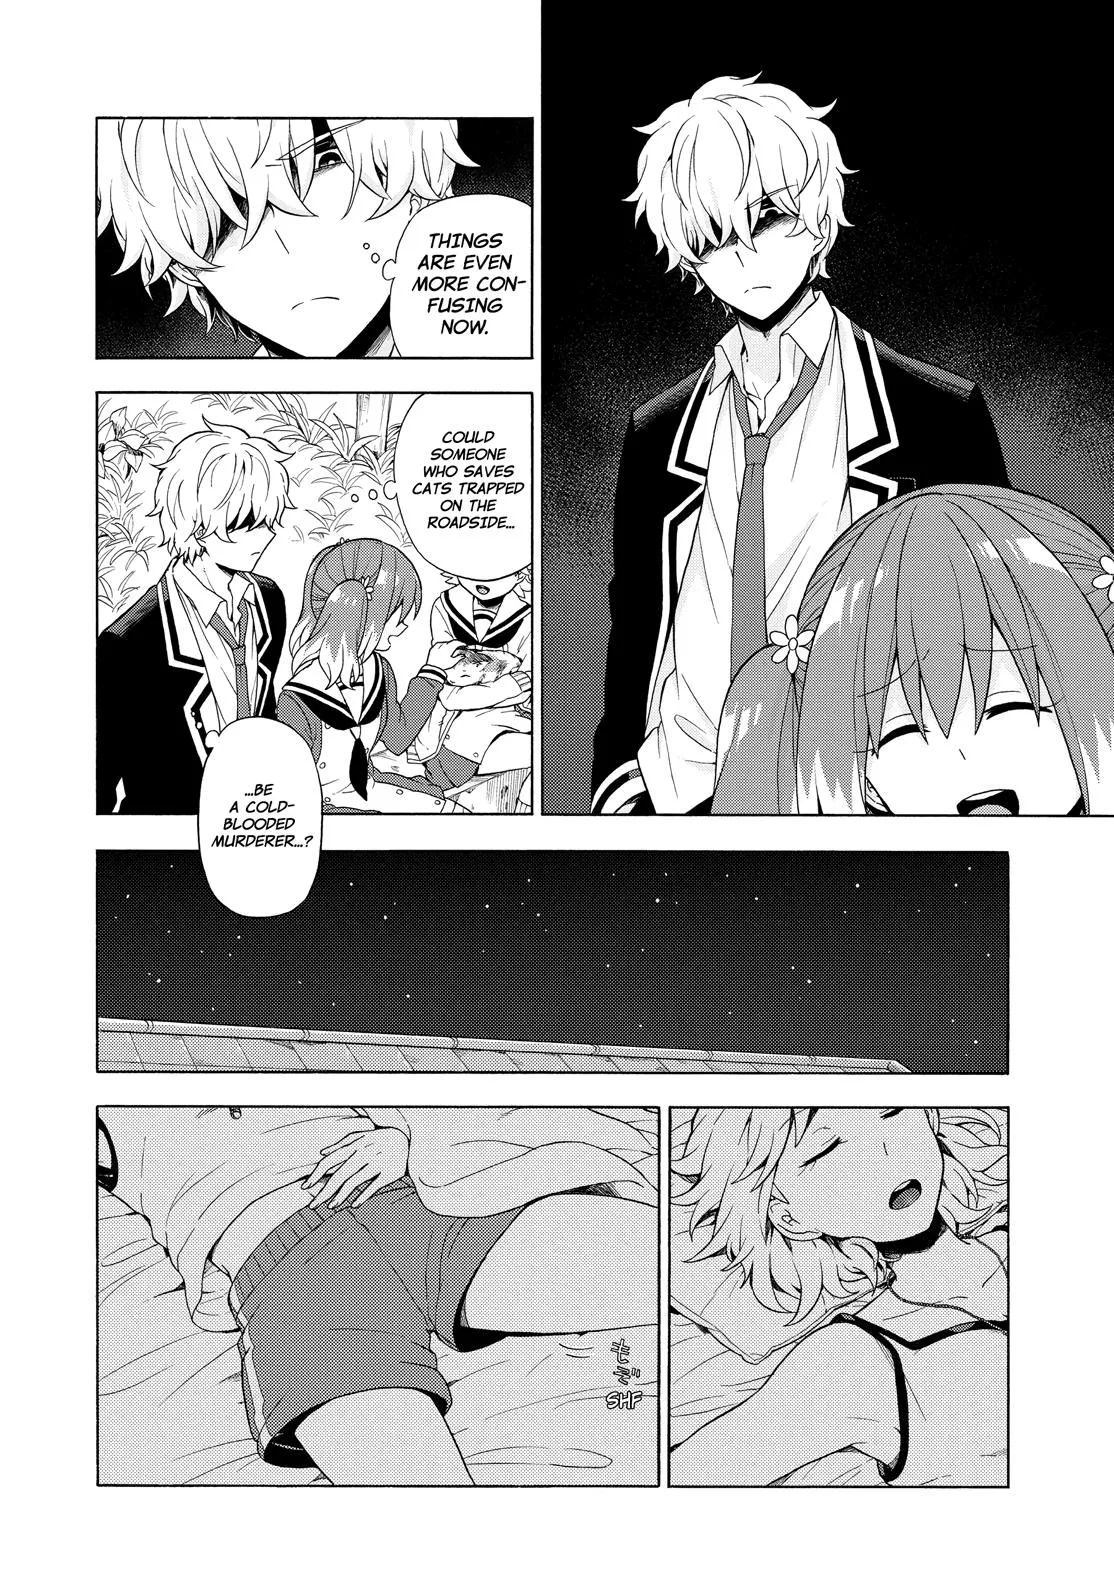 THINGS
ARE EVEN
MORE CON-
FUSING
NOW.
COULD
SOMEONE
WHO SAVES
CATS TRAPPED
ON THE
ROADSIDE...
...BE
A COLD-
BLOODED
MURDERER...?
もぞ
SHF